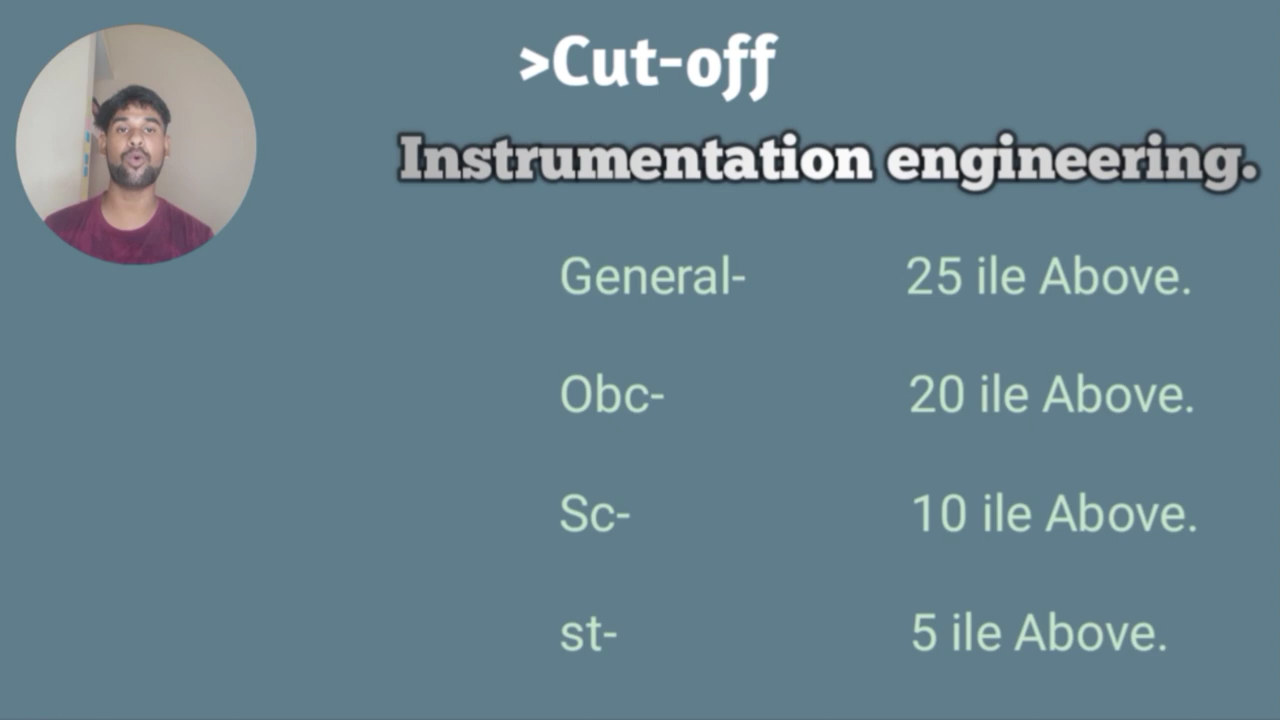 >Cut-off
Instrumentation engineering.
General- 25 ile Above.
Obc- 20 ile Above.
Sc- 10 ile Above.
st- 5 ile Above.